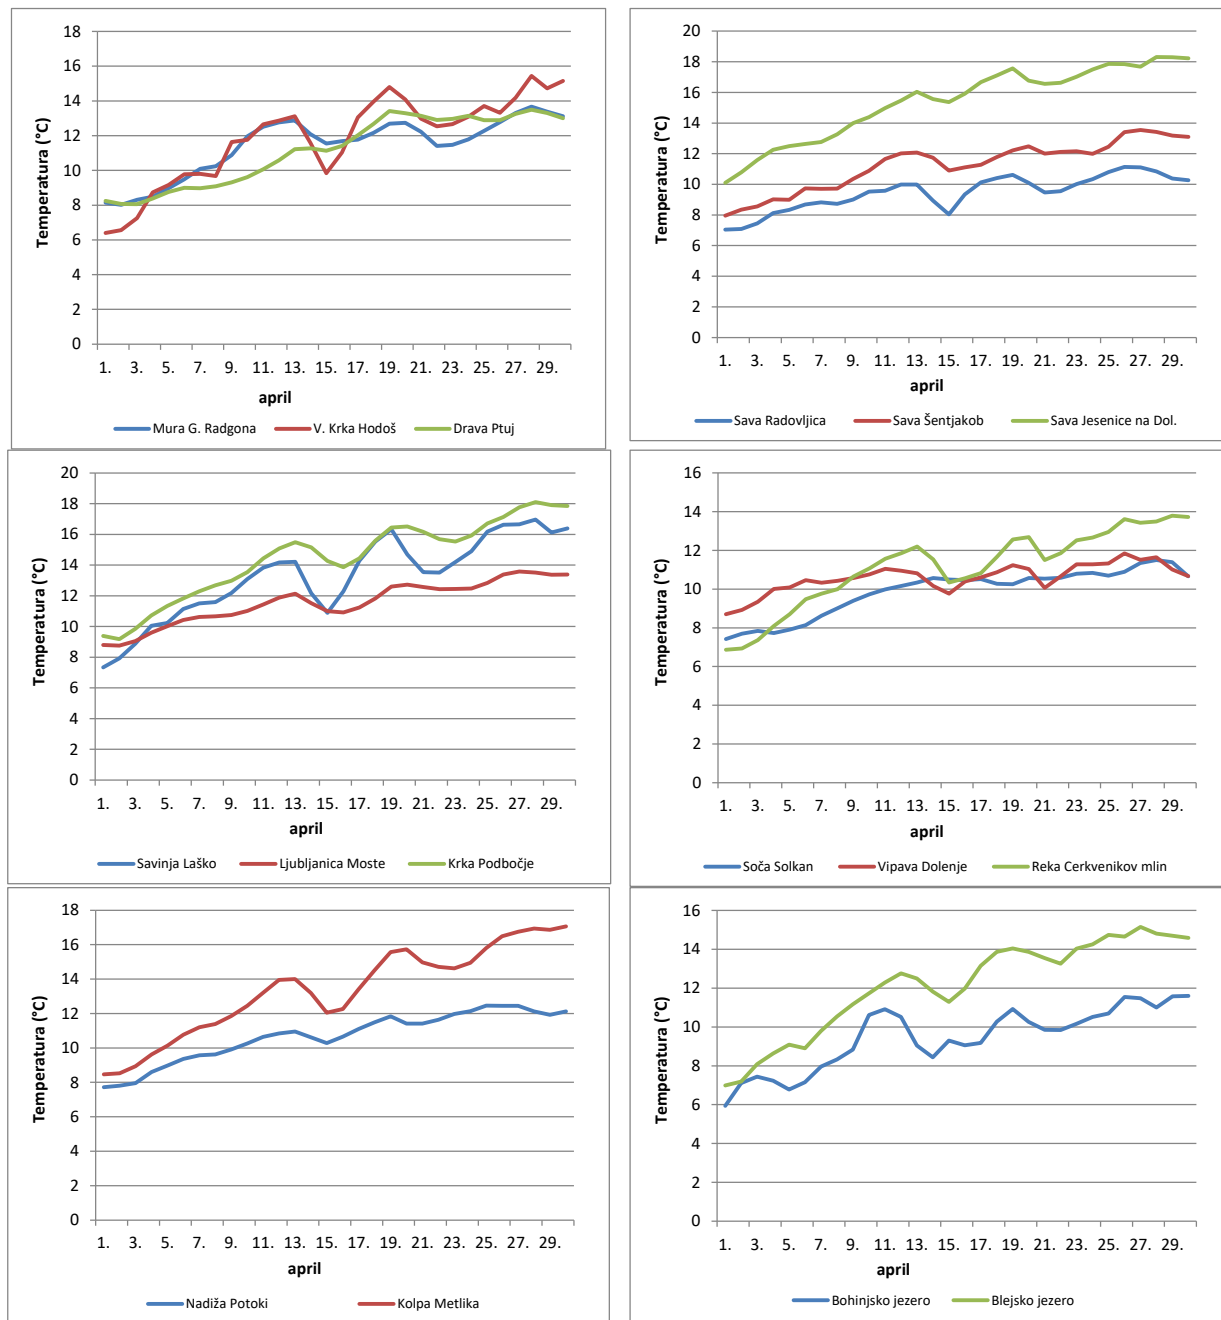 18
16
14
12
10
8
6
4
2
0
Temperatura (°C)
1. 3. 5. 7. 9. 11. 13. 15. 17. 19. 21. 23. 25. 27. 29.
april
Mura G. Radgona V. Krka Hodoš Drava Ptuj
20
18
16
14
12
10
8
6
4
2
0
Temperatura (°C)
1. 3. 5. 7. 9. 11. 13. 15. 17. 19. 21. 23. 25. 27. 29.
april
Sava Radovljica Sava Šentjakob Sava Jesenice na Dol.
20
18
16
14
12
10
8
6
4
2
0
Temperatura (°C)
1. 3. 5. 7. 9. 11. 13. 15. 17. 19. 21. 23. 25. 27. 29.
april
Savinja Laško Ljubljanica Moste Krka Podbočje
16
14
12
10
8
6
4
2
0
Temperatura (°C)
1. 3. 5. 7. 9. 11. 13. 15. 17. 19. 21. 23. 25. 27. 29.
april
Soča Solkan Vipava Dolenje Reka Cerkvenikov mlin
18
16
14
12
10
8
6
4
2
0
Temperatura (°C)
1. 3. 5. 7. 9. 11. 13. 15. 17. 19. 21. 23. 25. 27. 29.
april
Nadiža Potoki Kolpa Metlika
16
14
12
10
8
6
4
2
0
Temperatura (°C)
1. 3. 5. 7. 9. 11. 13. 15. 17. 19. 21. 23. 25. 27. 29.
april
Bohinjsko jezero Blejsko jezero